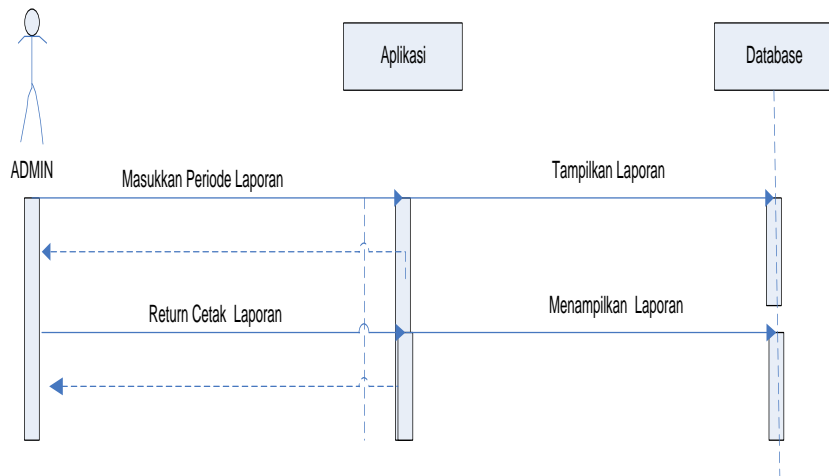 Aplikasi
Database
ADMIN
Masukkan Periode Laporan
Tampilkan Laporan
Return Cetak Laporan
Menampilkan Laporan